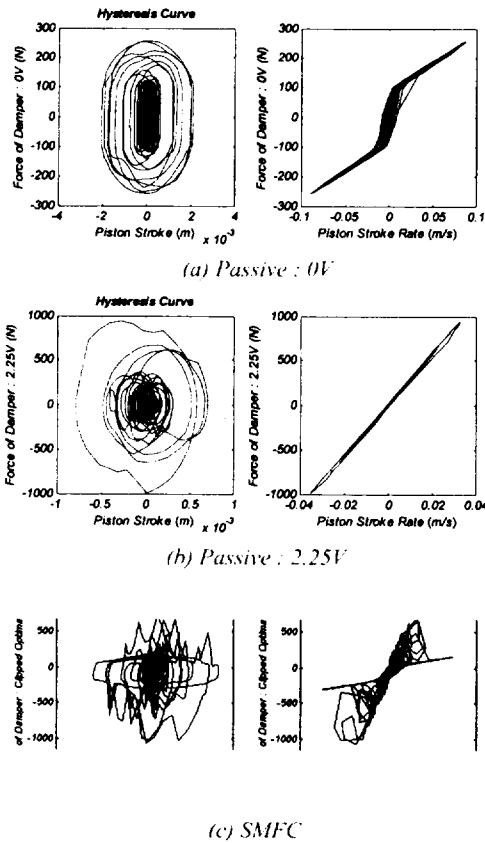 Hysteresis Curve
Force of Damper : 0V (N)
300
200
100
0
-100
-200
-300
-4 -2 0 2 4
Piston Stroke (m) x 10⁻³
300
200
100
0
-100
-200
-300
-0.1 -0.05 0 0.05 0.1
Piston Stroke Rate (m/s)
(a) Passive : 0V
Hysteresis Curve
Force of Damper : 2.25V (N)
1000
500
0
-500
-1000
-1 -0.5 0 0.5 1
Piston Stroke (m) x 10⁻³
Force of Damper : 2.25V (N)
1000
500
0
-500
-1000
-0.04 -0.02 0 0.02 0.04
Piston Stroke Rate (m/s)
(b) Passive : 2.25V
of Damper : Clipped Optima
500
0
-500
-1000
of Damper : Clipped Optima
500
0
-500
-1000
(c) SMFC